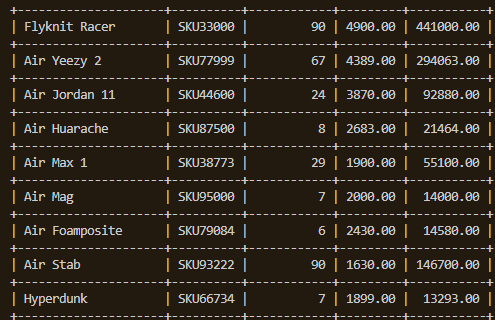 | Flyknit Racer | SKU33000 | 90 | 4900.00 | 441000.00 |
| Air Yeezy 2 | SKU77999 | 67 | 4389.00 | 294063.00 |
| Air Jordan 11 | SKU44600 | 24 | 3870.00 | 92880.00 |
| Air Huarache | SKU87500 | 8 | 2683.00 | 21464.00 |
| Air Max 1 | SKU38773 | 29 | 1900.00 | 55100.00 |
| Air Mag | SKU95000 | 7 | 2000.00 | 14000.00 |
| Air Foamposite | SKU79084 | 6 | 2430.00 | 14580.00 |
| Air Stab | SKU93222 | 90 | 1630.00 | 146700.00 |
| Hyperdunk | SKU66734 | 7 | 1899.00 | 13293.00 |